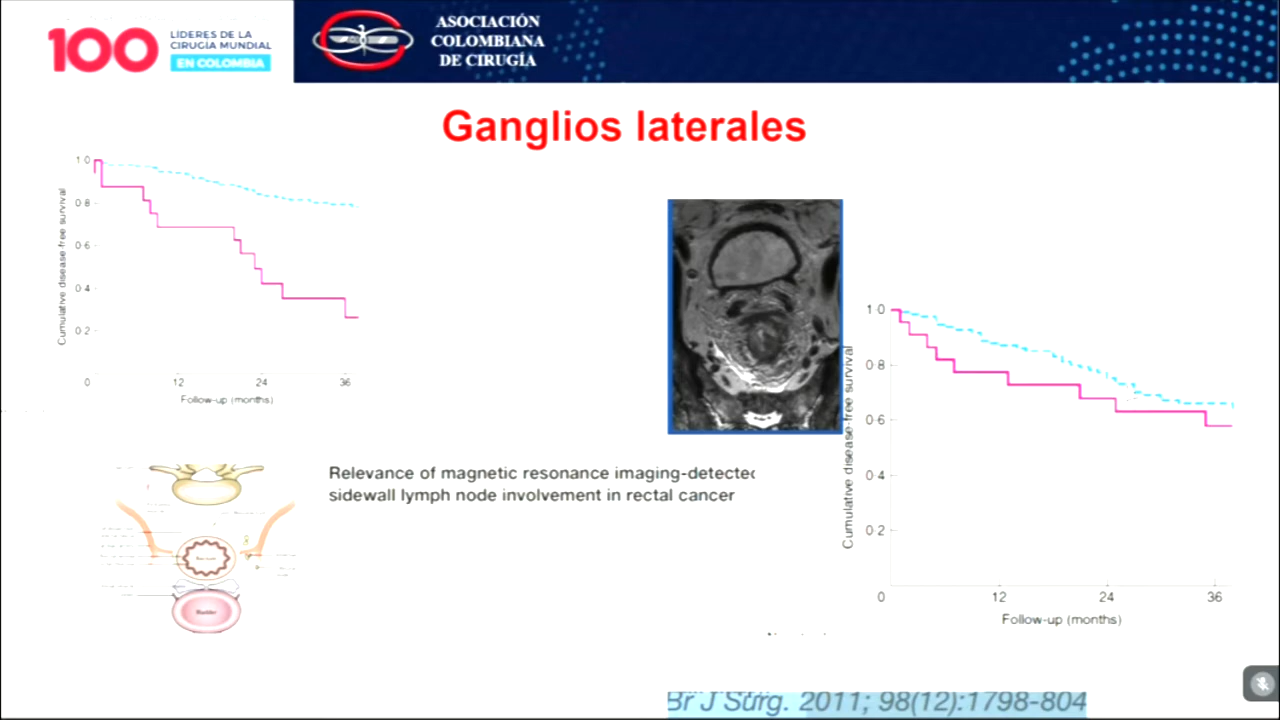 100
LÍDERES DE LA
CIRUGÍA MUNDIAL
EN COLOMBIA
ASOCIACIÓN
COLOMBIANA
DE CIRUGÍA
Ganglios laterales
Cumulative disease-free survival
1·0
0·8
0·6
0·4
0·2
0
12
24
36
Follow-up (months)
Cumulative disease-free survival
1·0
0·8
0·6
0·4
0·2
0
12
24
36
Follow-up (months)
Relevance of magnetic resonance imaging-detected
sidewall lymph node involvement in rectal cancer
Bladder
Br J Surg. 2011; 98(12):1798-804